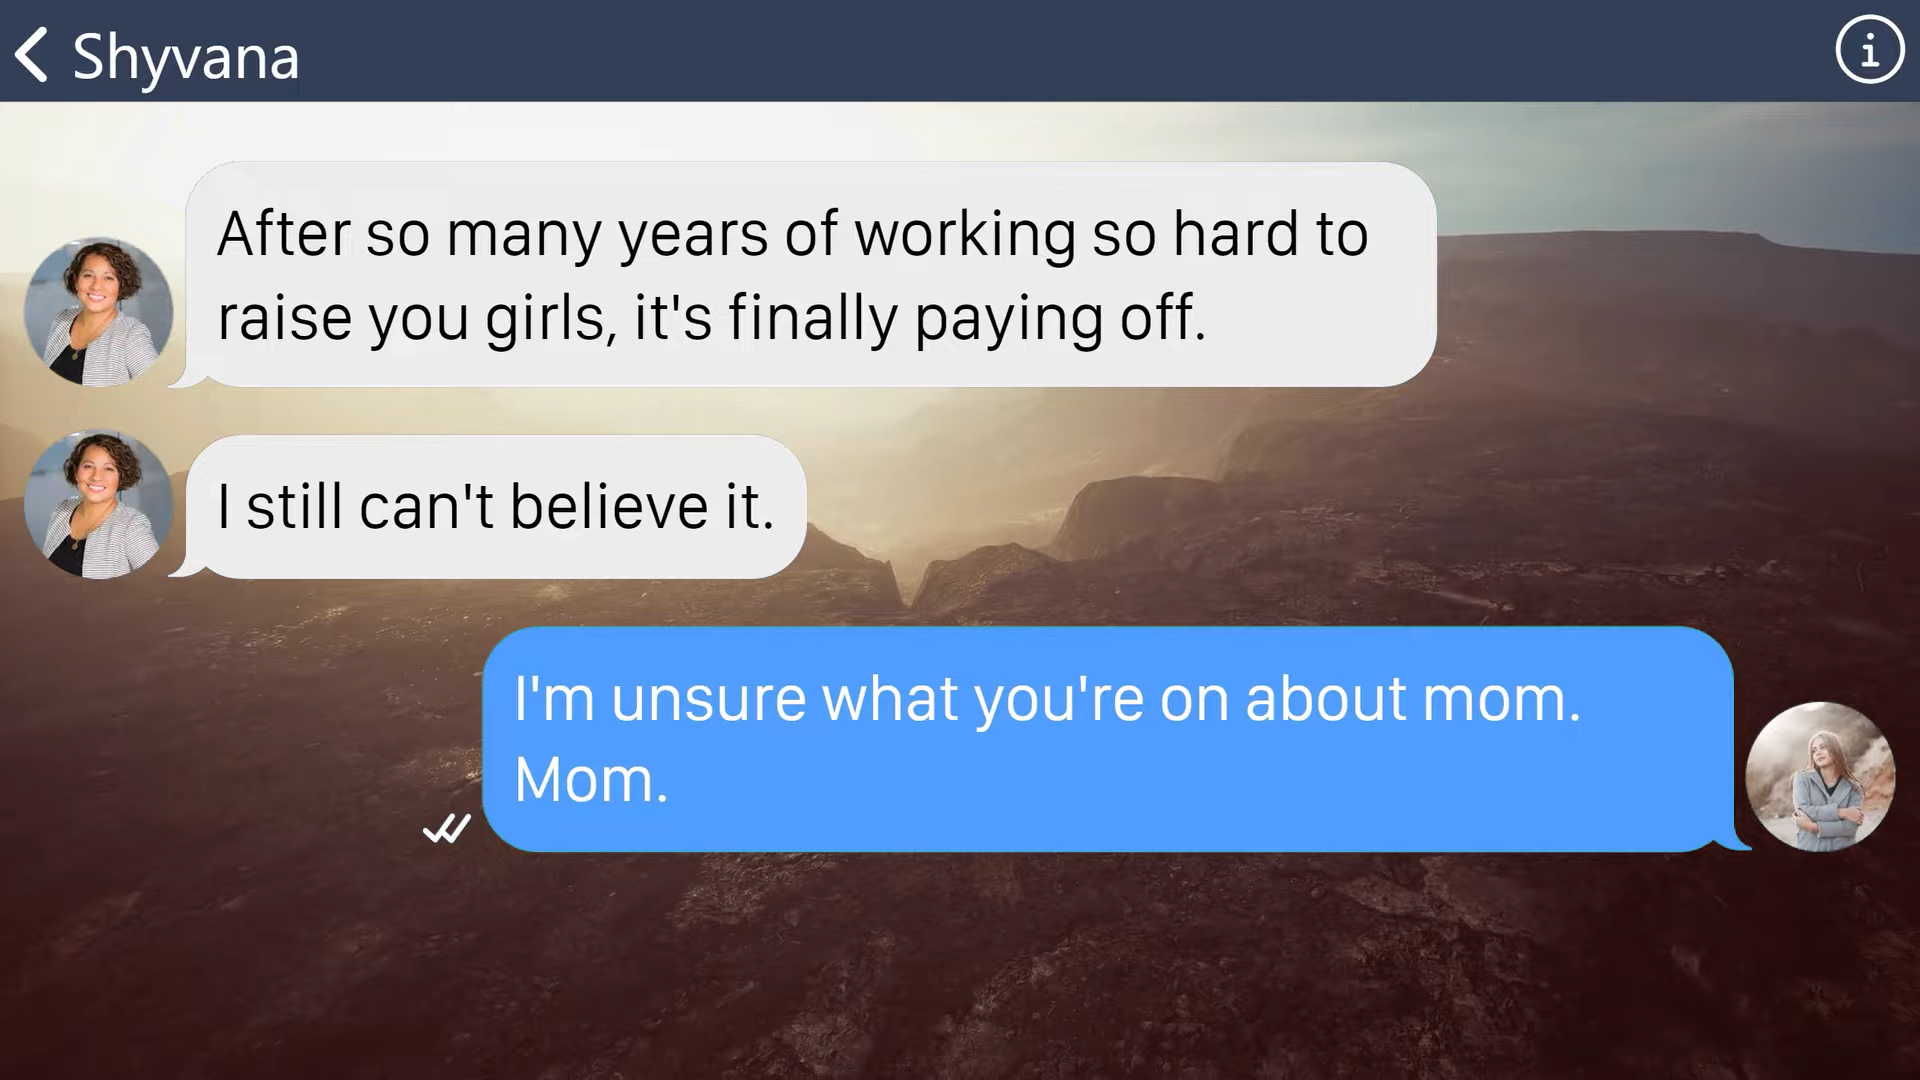 Shyvana
After so many years of working so hard to
raise you girls, it's finally paying off.
I still can't believe it.
I'm unsure what you're on about mom.
Mom.